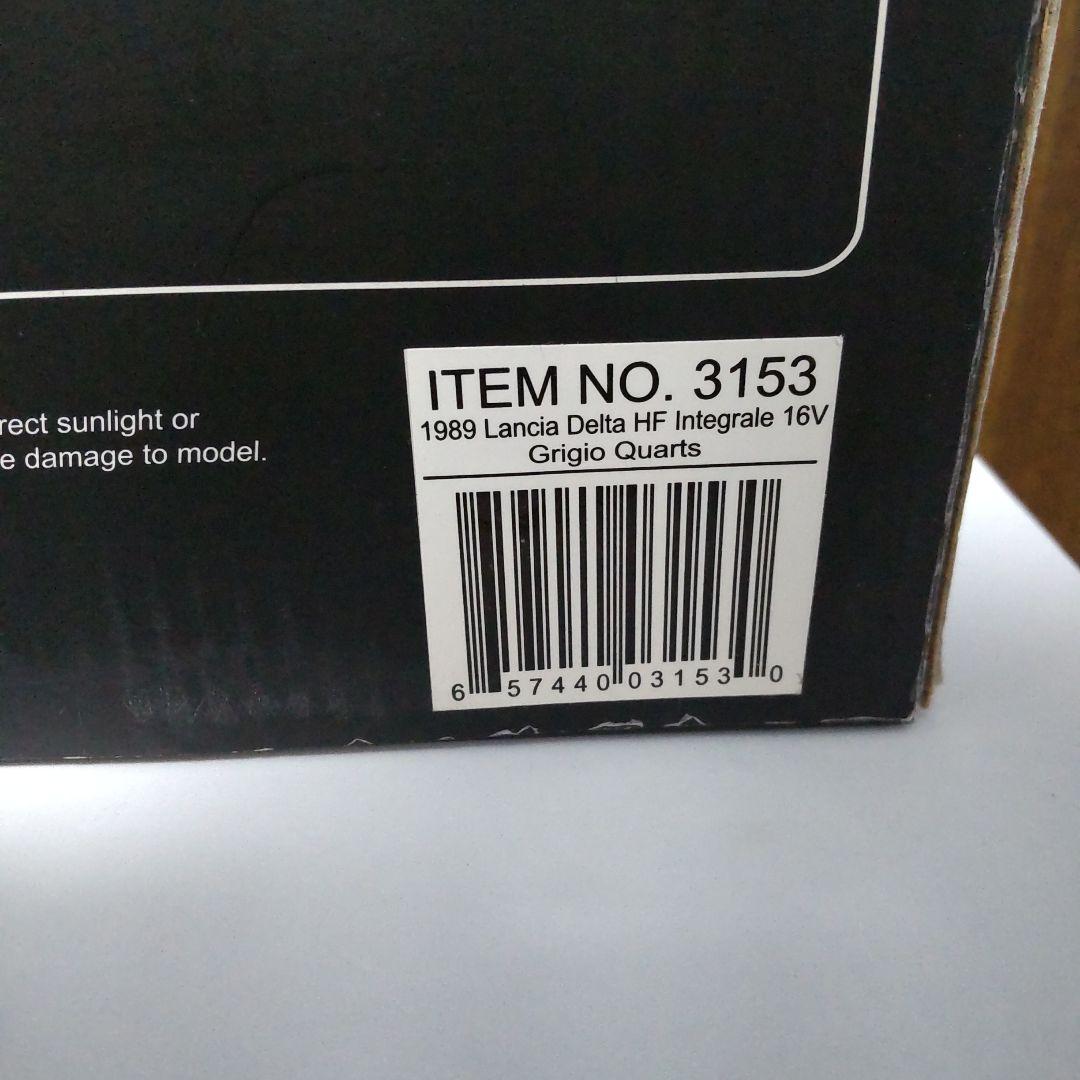 rect sunlight or
e damage to model.
ITEM NO. 3153
1989 Lancia Delta HF Integrale 16V
Grigio Quarts
6 57440 03153 0